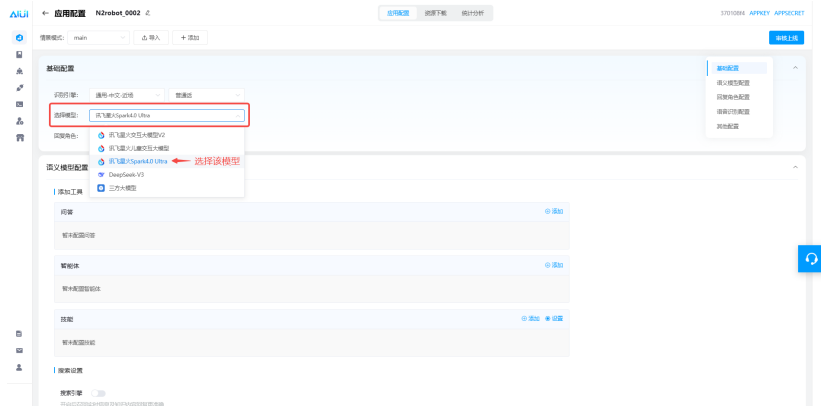 AIUI ← 应用配置 N2robot_0002 应用配置 资源下载 统计分析 APPKEY APPSECRET
情景模式: main 导入 + 添加 审核上线
基础配置 基础配置
语义模型配置
识别引擎: 通用-中文-近场 普通话 回复角色配置
选择模型: 讯飞星火Spark4.0 Ultra 语音识别配置
其他配置
回复角色: 讯飞星火交互大模型V2
讯飞星火儿童交互大模型
讯飞星火Spark4.0 Ultra 选择该模型
语义模型配置 DeepSeek-V3
三方大模型
添加工具
问答 添加
暂未配置问答
智能体 添加
暂未配置智能体
技能 添加 设置
暂未配置技能
搜索设置
搜索引擎